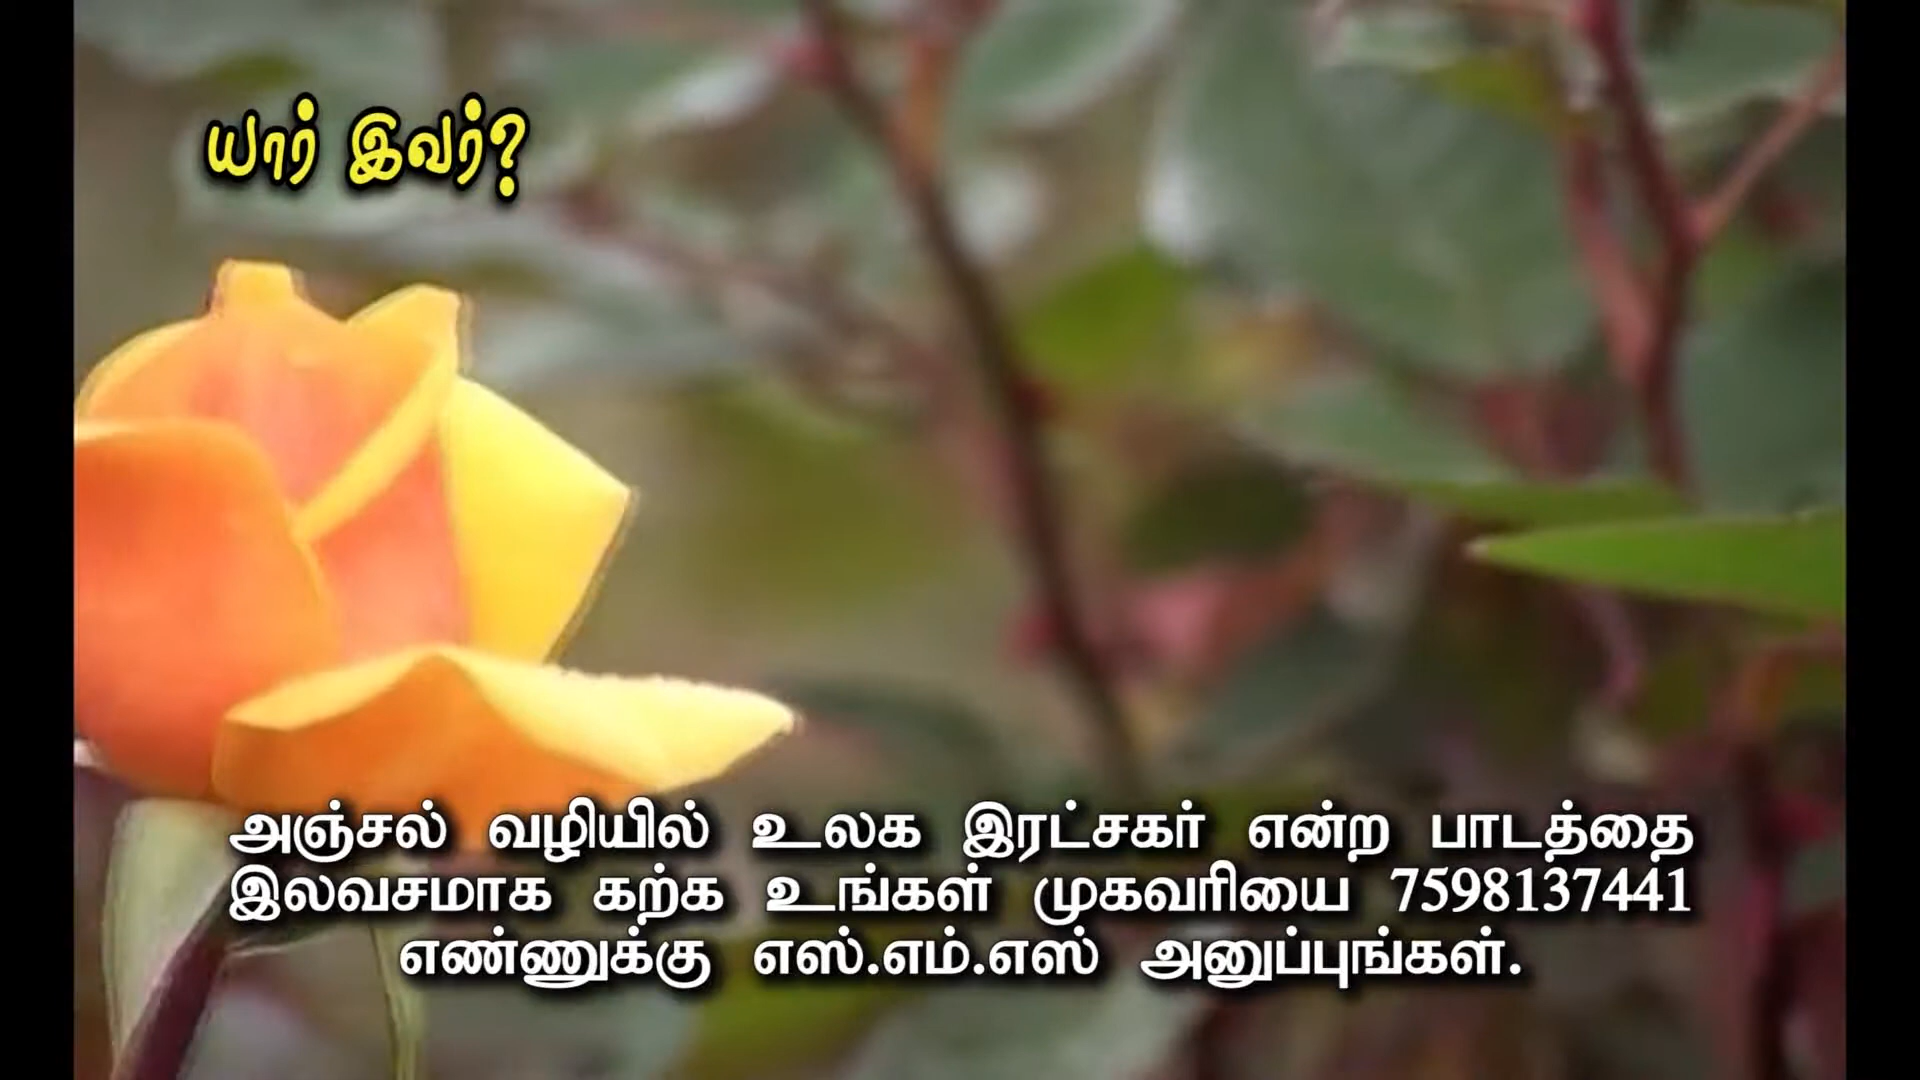 யார் இவர்?
அஞ்சல் வழியில் உலக இரட்சகர் என்ற பாடத்தை
இலவசமாக கற்க உங்கள் முகவரியை 7598137441
எண்ணுக்கு எஸ்.எம்.எஸ் அனுப்புங்கள்.